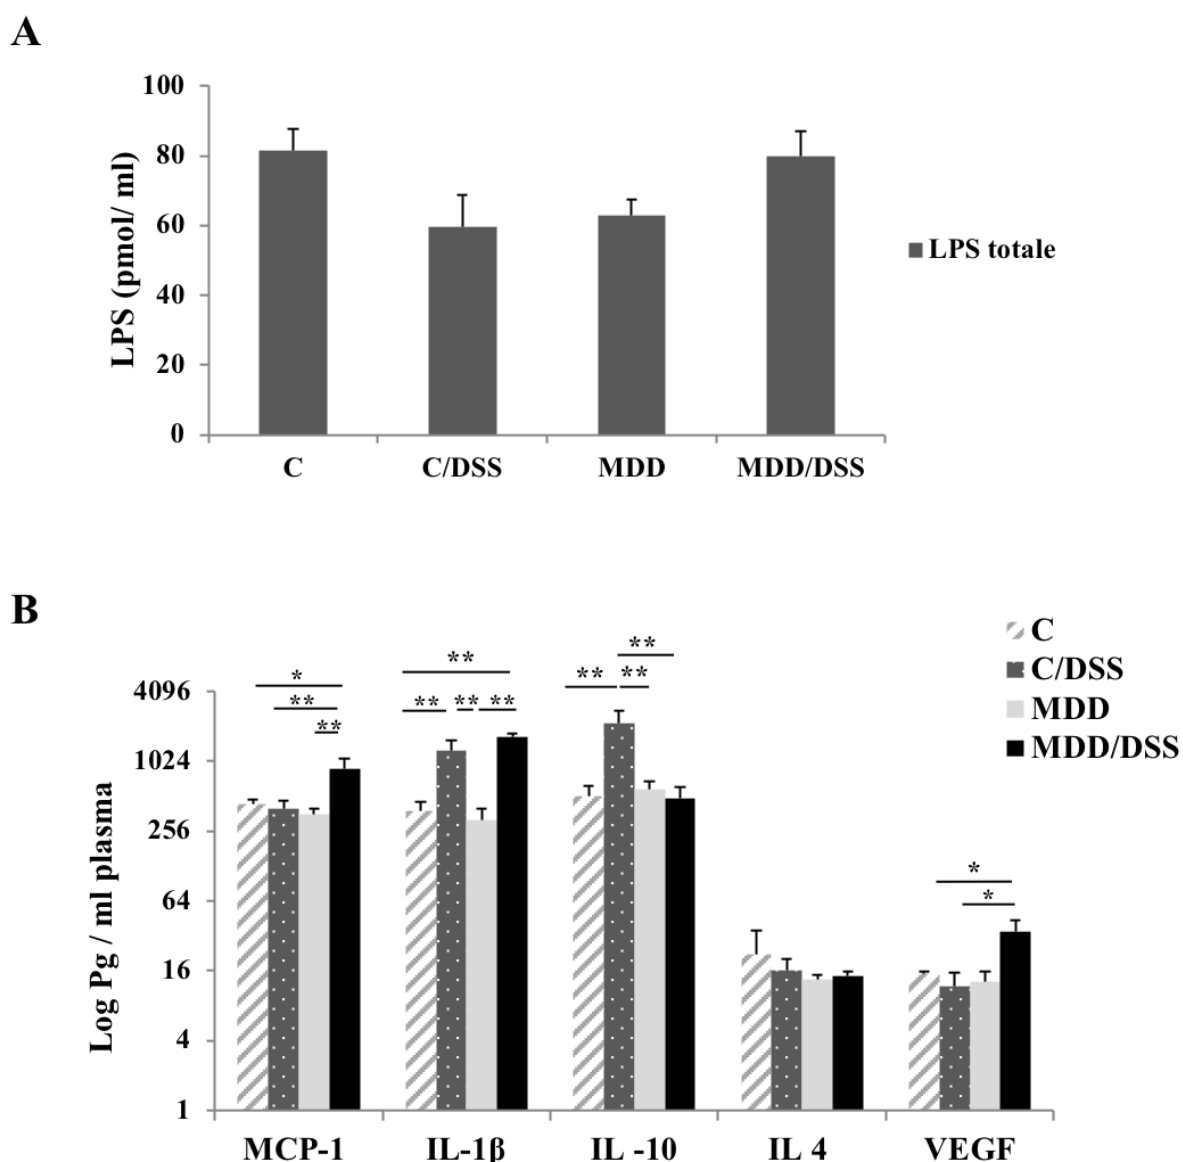 A
100
80
60
40
20
0
LPS (pmol/ ml)
C
C/DSS
MDD
MDD/DSS
LPS totale
B
C
C/DSS
MDD
MDD/DSS
4096
1024
256
64
16
4
1
Log Pg / ml plasma
*
**
**
**
**
**
**
**
**
**
*
*
MCP-1
IL-1β
IL -10
IL 4
VEGF